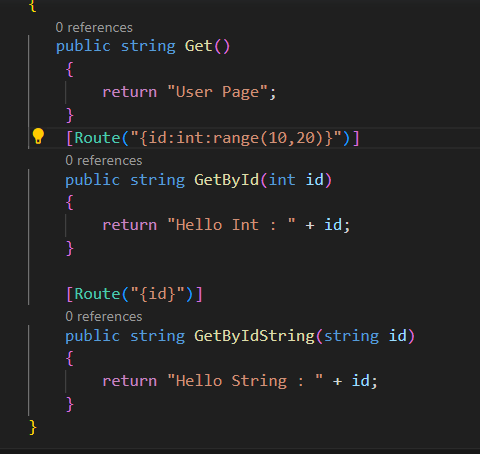 {
0 references
public string Get()
{
return "User Page";
}
[Route("{id:int:range(10,20)}")]
0 references
public string GetById(int id)
{
return "Hello Int : " + id;
}
[Route("{id}")]
0 references
public string GetByIdString(string id)
{
return "Hello String : " + id;
}
}